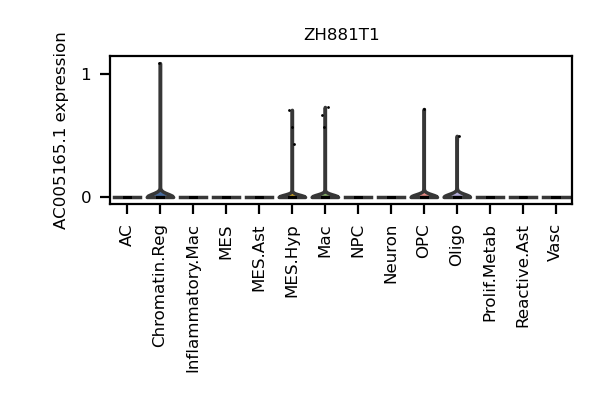 ZH881T1
AC005165.1 expression
1
0
AC
Chromatin.Reg
Inflammatory.Mac
MES
MES.Ast
MES.Hyp
Mac
NPC
Neuron
OPC
Oligo
Prolif.Metab
Reactive.Ast
Vasc